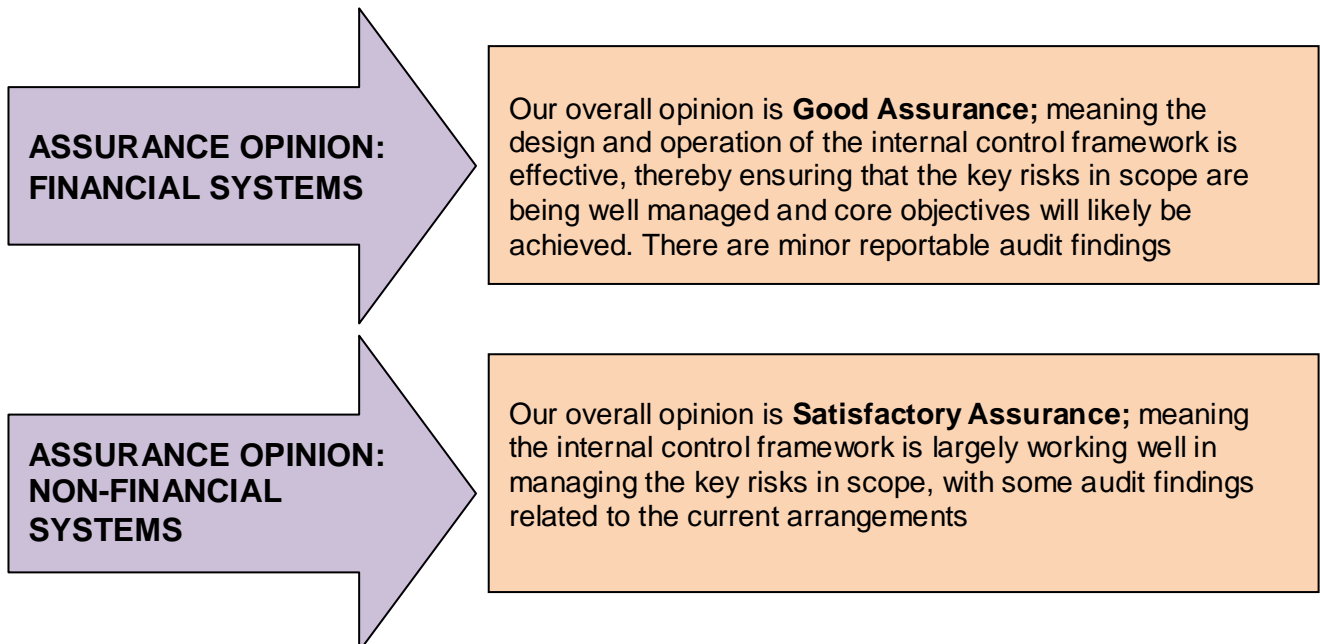 ASSURANCE OPINION:
FINANCIAL SYSTEMS
Our overall opinion is Good Assurance; meaning the
design and operation of the internal control framework is
effective, thereby ensuring that the key risks in scope are
being well managed and core objectives will likely be
achieved. There are minor reportable audit findings
ASSURANCE OPINION:
NON-FINANCIAL
SYSTEMS
Our overall opinion is Satisfactory Assurance; meaning
the internal control framework is largely working well in
managing the key risks in scope, with some audit findings
related to the current arrangements